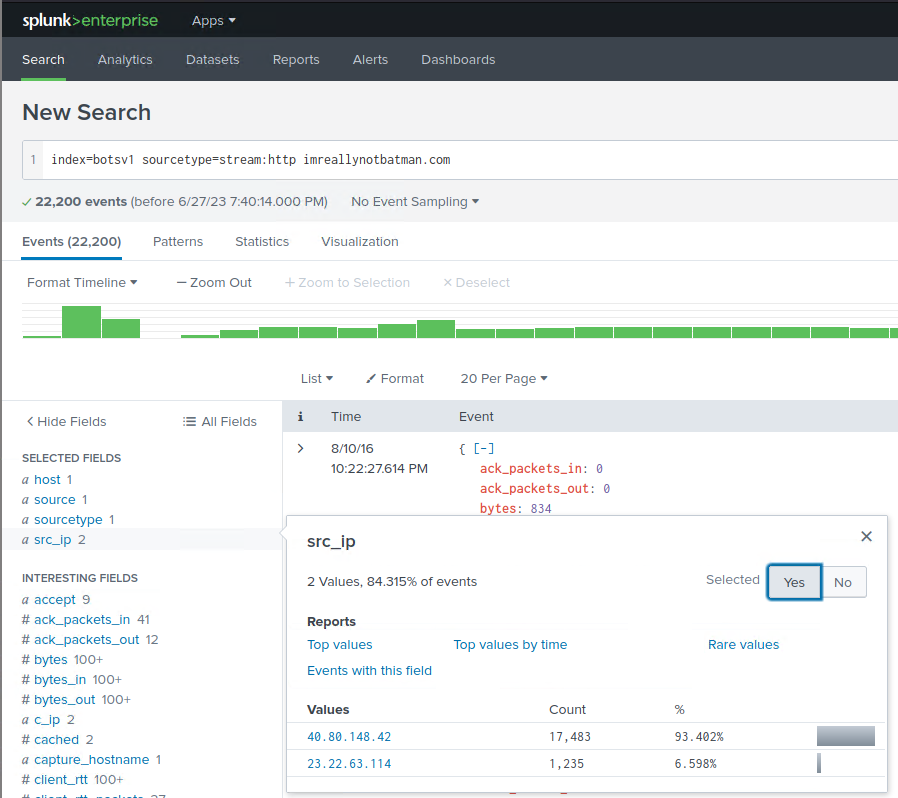 splunk>enterprise Apps ▾
Search Analytics Datasets Reports Alerts Dashboards
New Search
1 index=botsv1 sourcetype=stream:http imreallynotbatman.com
✓ 22,200 events (before 6/27/23 7:40:14.000 PM) No Event Sampling ▾
Events (22,200) Patterns Statistics Visualization
Format Timeline ▾ — Zoom Out + Zoom to Selection × Deselect
List ▾ Format 20 Per Page ▾
< Hide Fields All Fields i Time Event
SELECTED FIELDS
a host 1
a source 1
a sourcetype 1
a src_ip 2
INTERESTING FIELDS
a accept 9
# ack_packets_in 41
# ack_packets_out 12
# bytes 100+
# bytes_in 100+
# bytes_out 100+
a c_ip 2
# cached 2
a capture_hostname 1
# client_rtt 100+
# client_rtt_packets 37
> 8/10/16
10:22:27.614 PM
{ [-]
ack_packets_in: 0
ack_packets_out: 0
bytes: 834
src_ip ×
2 Values, 84.315% of events Selected Yes No
Reports
Top values Top values by time Rare values
Events with this field
Values Count %
40.80.148.42 17,483 93.402%
23.22.63.114 1,235 6.598%